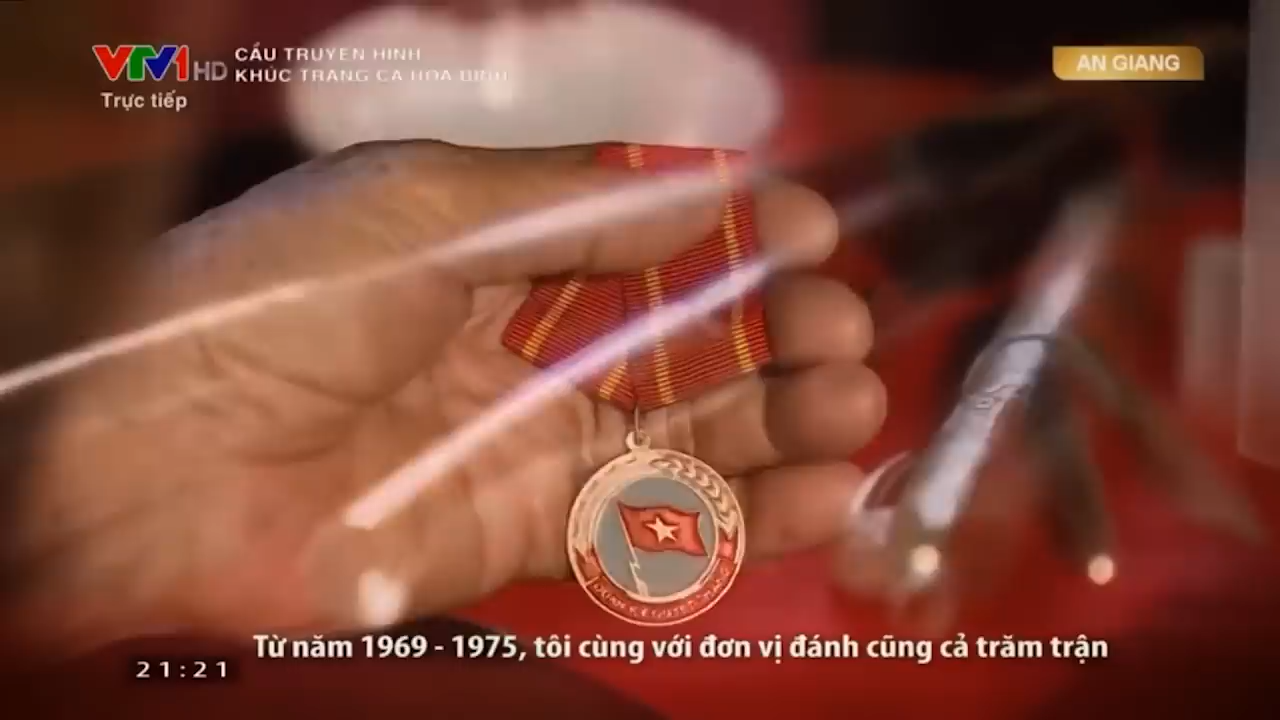 VTV1 HD
CẦU TRUYỀN HÌNH
KHÚC TRÁNG CA HÒA BÌNH
AN GIANG
Trực tiếp
Từ năm 1969 - 1975, tôi cùng với đơn vị đánh cũng cả trăm trận
21:21